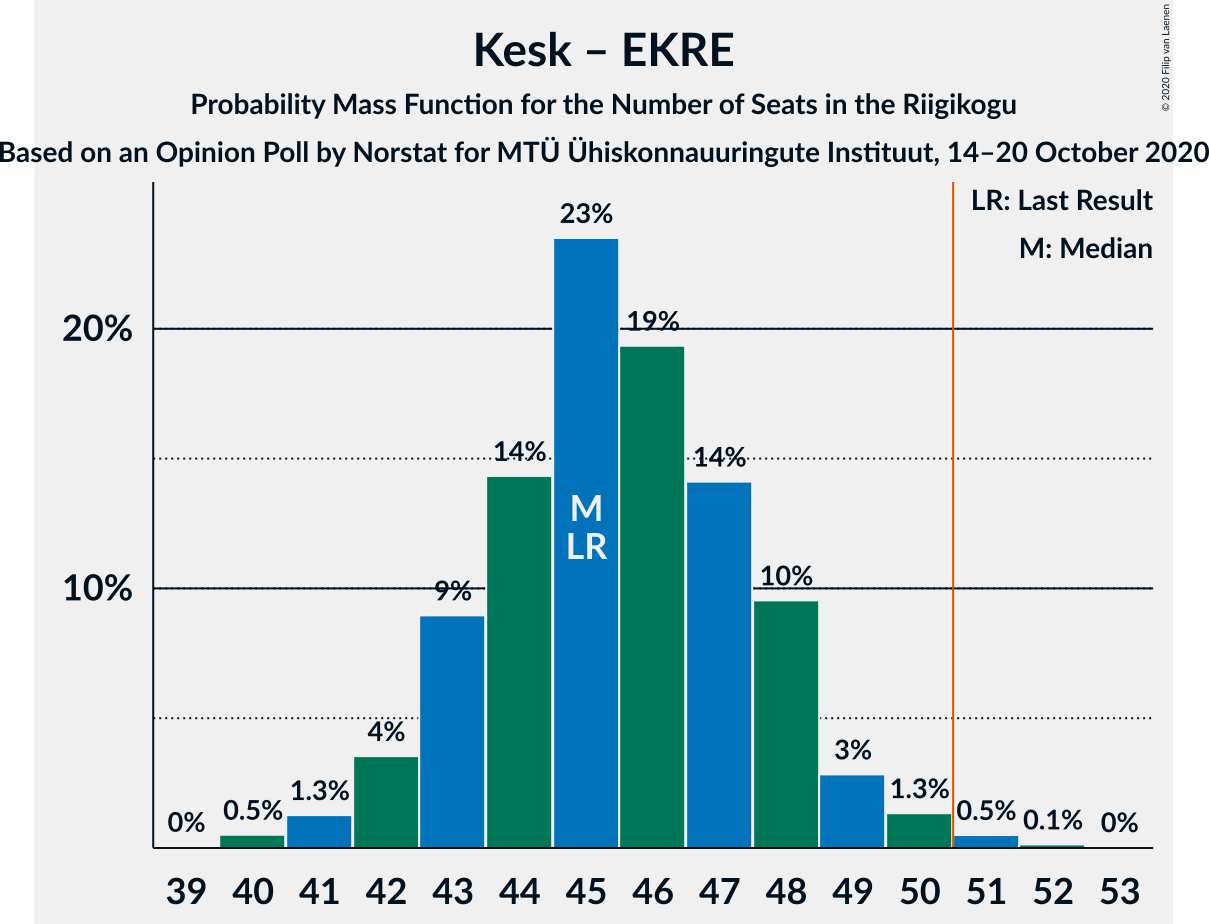 Kesk – EKRE
Probability Mass Function for the Number of Seats in the Riigikogu
Based on an Opinion Poll by Norstat for MTÜ Ühiskonnauuringute Instituut, 14–20 October 2020
© 2020 Filip van Laenen
LR: Last Result
M: Median
20%
10%
0%
0.5%
1.3%
4%
9%
14%
23%
19%
14%
10%
3%
1.3%
0.5%
0.1%
0%
M
LR
39 40 41 42 43 44 45 46 47 48 49 50 51 52 53